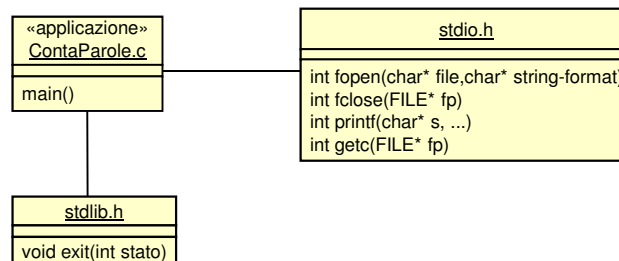 «applicazione»
ContaParole.c
main()
stdio.h
int fopen(char* file,char* string-format)
int fclose(FILE* fp)
int printf(char* s, ...)
int getc(FILE* fp)
stdlib.h
void exit(int stato)